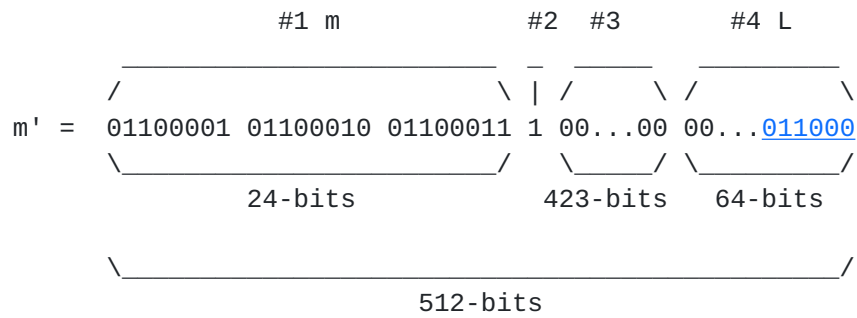 #1 m #2 #3 #4 L
m' = 01100001 01100010 01100011 1 00...00 00...011000
24-bits 423-bits 64-bits
512-bits